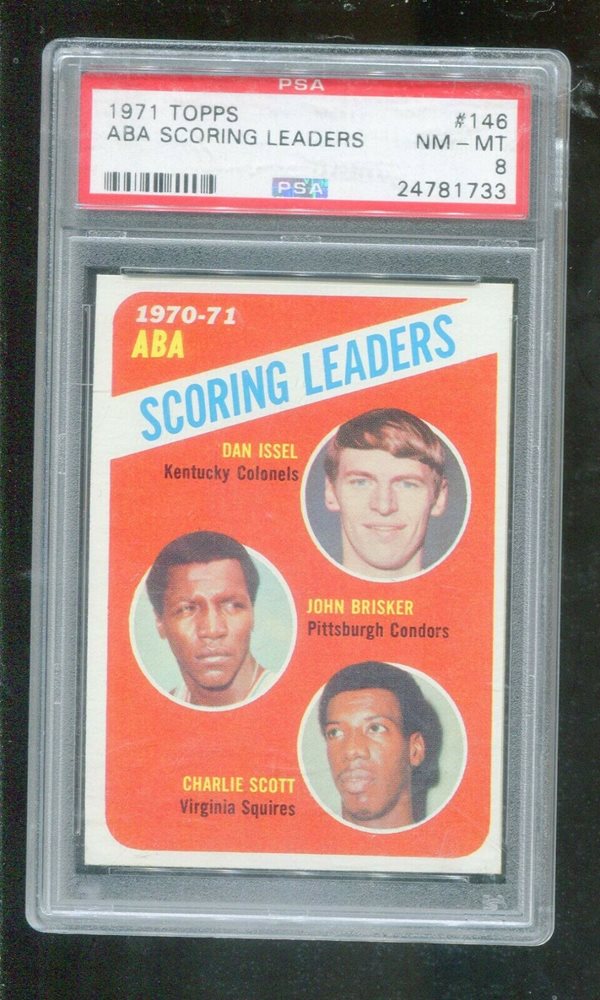 PSA
1971 TOPPS #146
ABA SCORING LEADERS NM-MT
8
PSA 24781733
1970-71
ABA
SCORING LEADERS
DAN ISSEL
Kentucky Colonels
JOHN BRISKER
Pittsburgh Condors
CHARLIE SCOTT
Virginia Squires